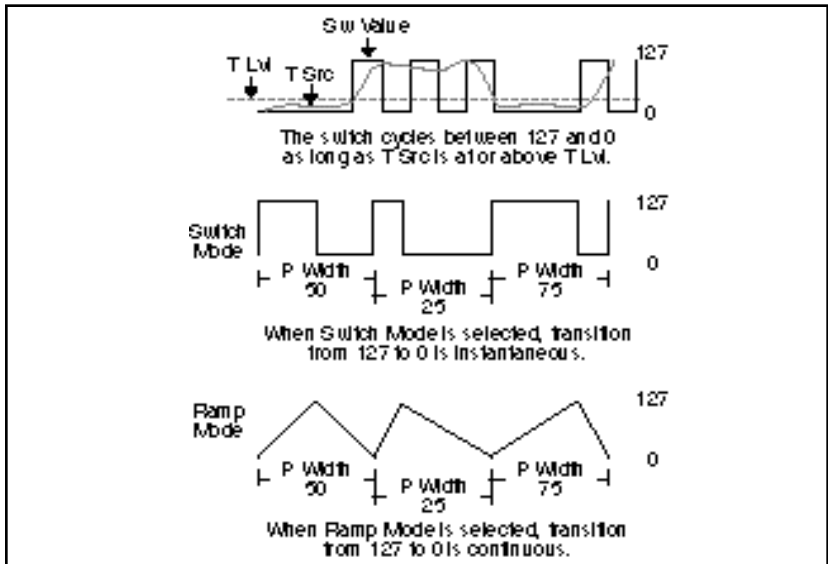 Sw Value
127
T Lvl
T Src
0
The switch cycles between 127 and 0
as long as T Src is at or above T Lvl.
127
Switch
Mode
0
P Width
50
P Width
25
P Width
75
When Switch Mode is selected, transition
from 127 to 0 is instantaneous.
127
Ramp
Mode
0
P Width
50
P Width
25
P Width
75
When Ramp Mode is selected, transition
from 127 to 0 is continuous.